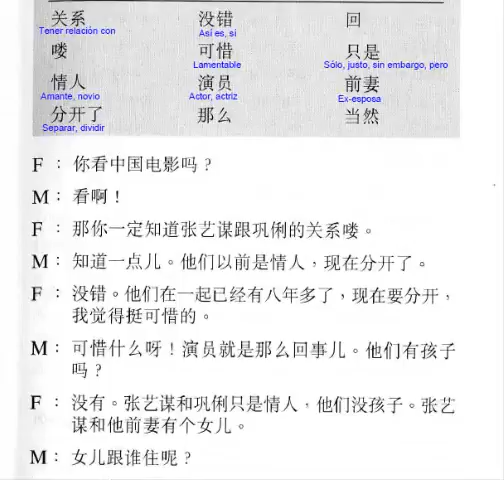 关系 没错 回
Tener relación con Así es, si
喽 可惜 只是
Lamentable Sólo, justo, sin embargo, pero
情人 演员 前妻
Amante, novio Actor, actriz Ex-esposa
分开了 那么 当然
Separar, dividir
F：你看中国电影吗？
M：看啊！
F：那你一定知道张艺谋跟巩俐的关系喽。
M：知道一点儿。他们以前是情人，现在分开了。
F：没错。他们在一起已经有八年多了，现在要分开，
我觉得挺可惜的。
M：可惜什么呀！演员就是那么回事儿。他们有孩子
吗？
F：没有。张艺谋和巩俐只是情人，他们没孩子。张艺
谋和他前妻有个女儿。
M：女儿跟谁住呢？